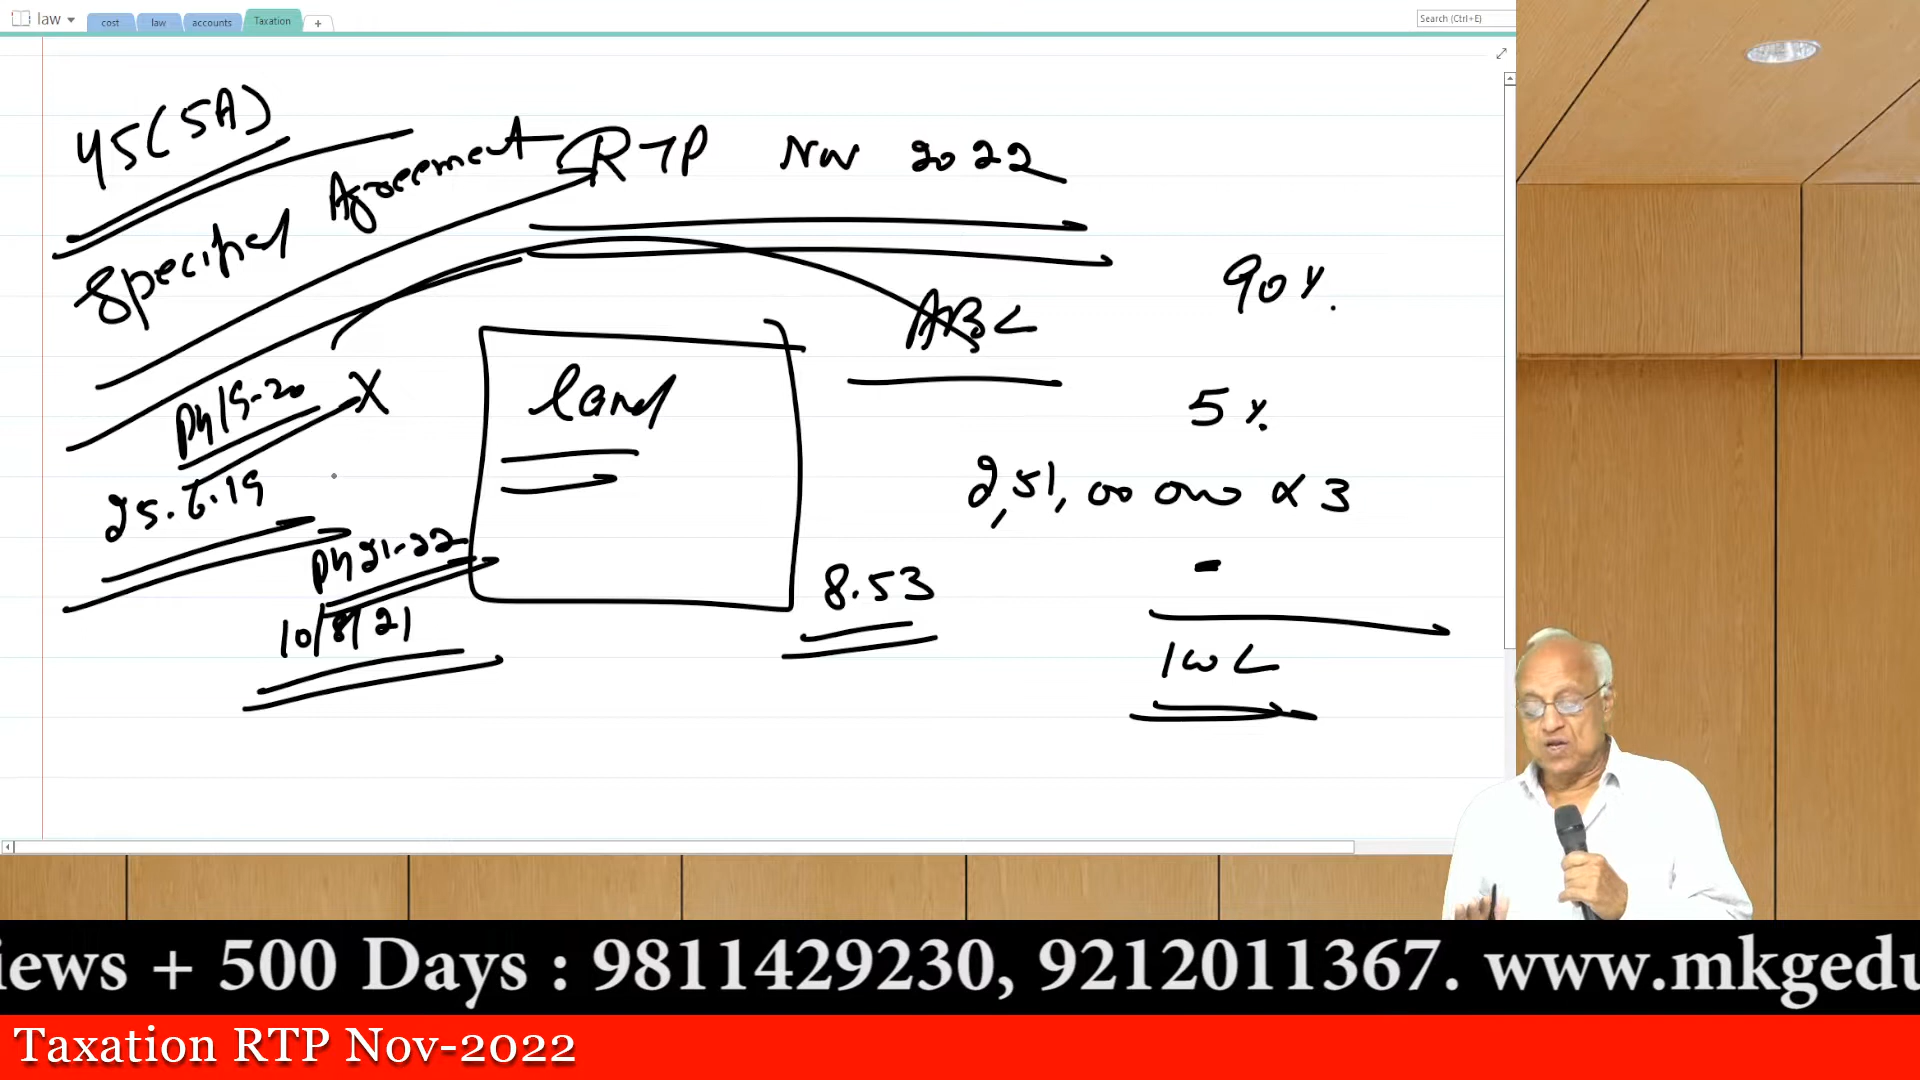 law
cost law accounts Taxation +
Search (Ctrl+E)
45(5A)
Specified Agreement
RTP Nov 2022
ABC
90%.
land
X
PY 19-20
25.6.19
5%.
2,51,00 000 × 3
PY 21-22
10/8/21
8.53
100 L
iews + 500 Days : 9811429230, 9212011367. www.mkgedu
Taxation RTP Nov-2022